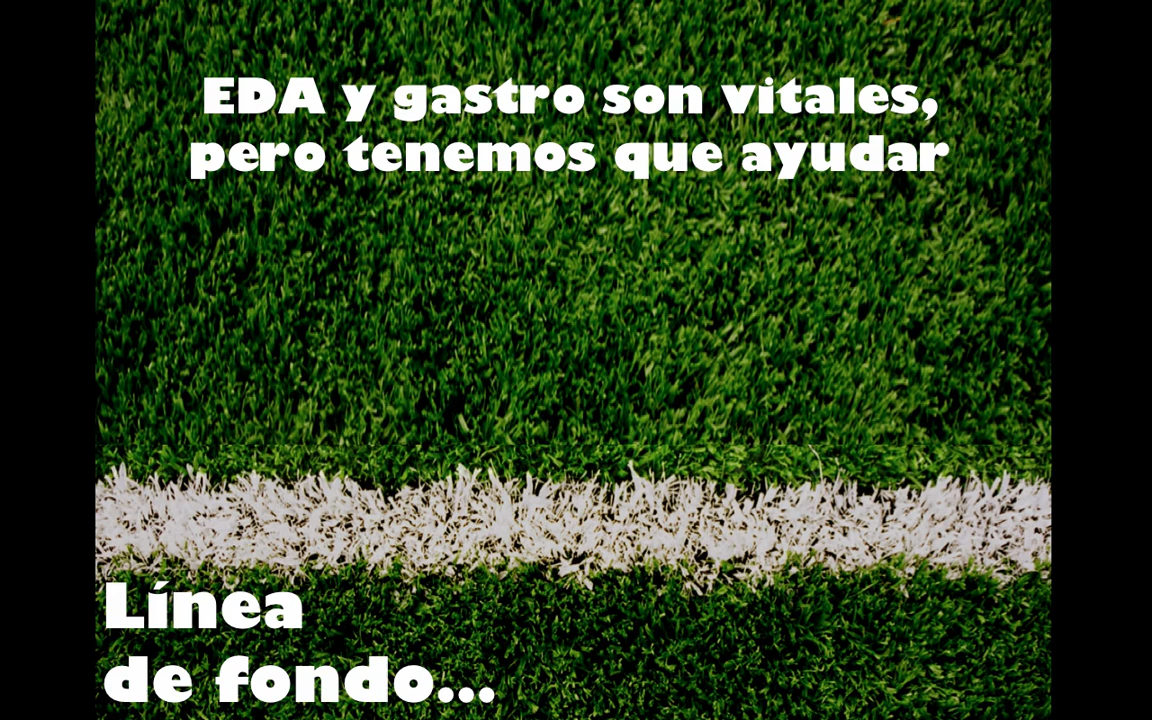 EDA y gastro son vitales,
pero tenemos que ayudar
Línea
de fondo...